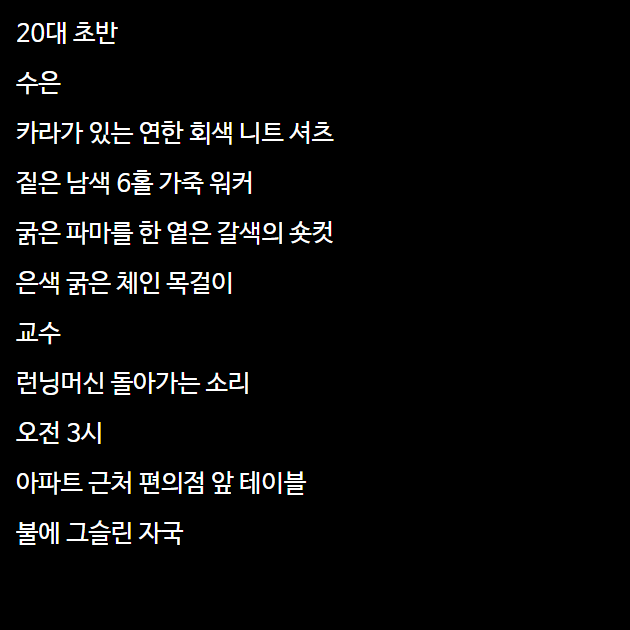 20대 초반
수은
카라가 있는 연한 회색 니트 셔츠
짙은 남색 6홀 가죽 워커
굵은 파마를 한 옅은 갈색의 숏컷
은색 굵은 체인 목걸이
교수
런닝머신 돌아가는 소리
오전 3시
아파트 근처 편의점 앞 테이블
불에 그슬린 자국